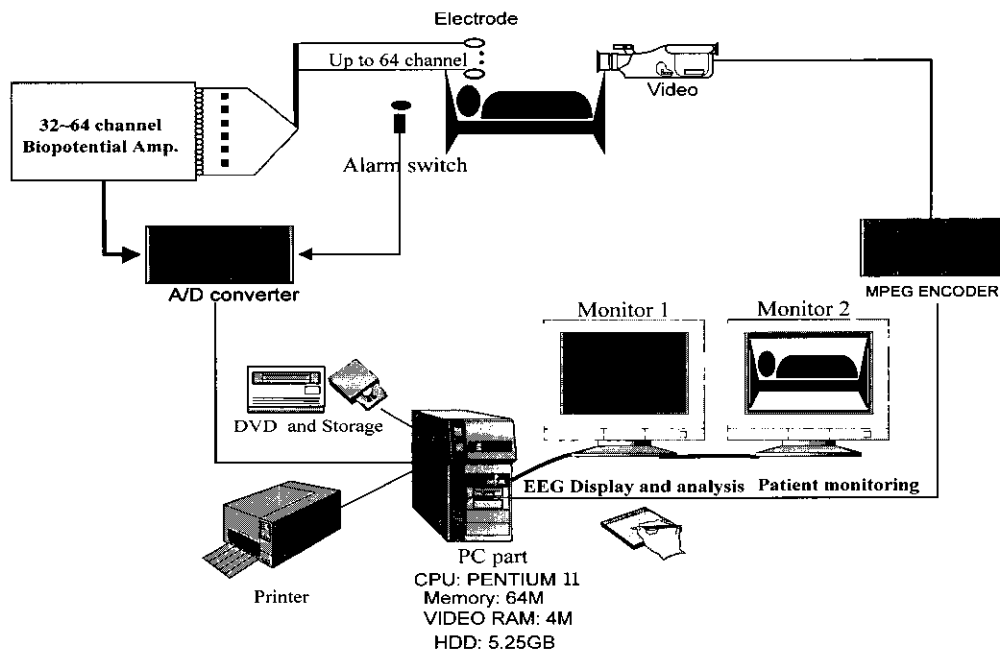 Electrode
Up to 64 channel
Video
32~64 channel
Biopotential Amp.
Alarm switch
A/D converter
MPEG ENCODER
Monitor 1
Monitor 2
DVD and Storage
EEG Display and analysis
Patient monitoring
Printer
PC part
CPU: PENTIUM 11
Memory: 64M
VIDEO RAM: 4M
HDD: 5.25GB